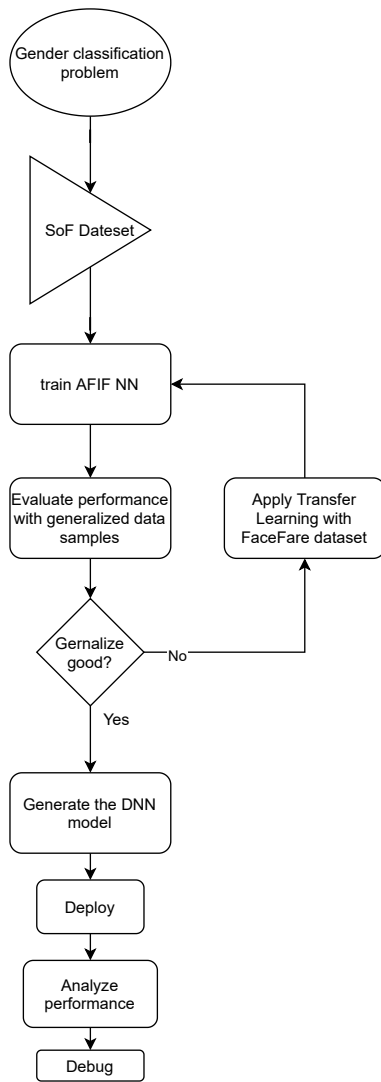 Gender classification
problem
SoF Dateset
train AFIF NN
Evaluate performance
with generalized data
samples
Apply Transfer
Learning with
FaceFare dataset
Gernalize
good?
No
Yes
Generate the DNN
model
Deploy
Analyze
performance
Debug